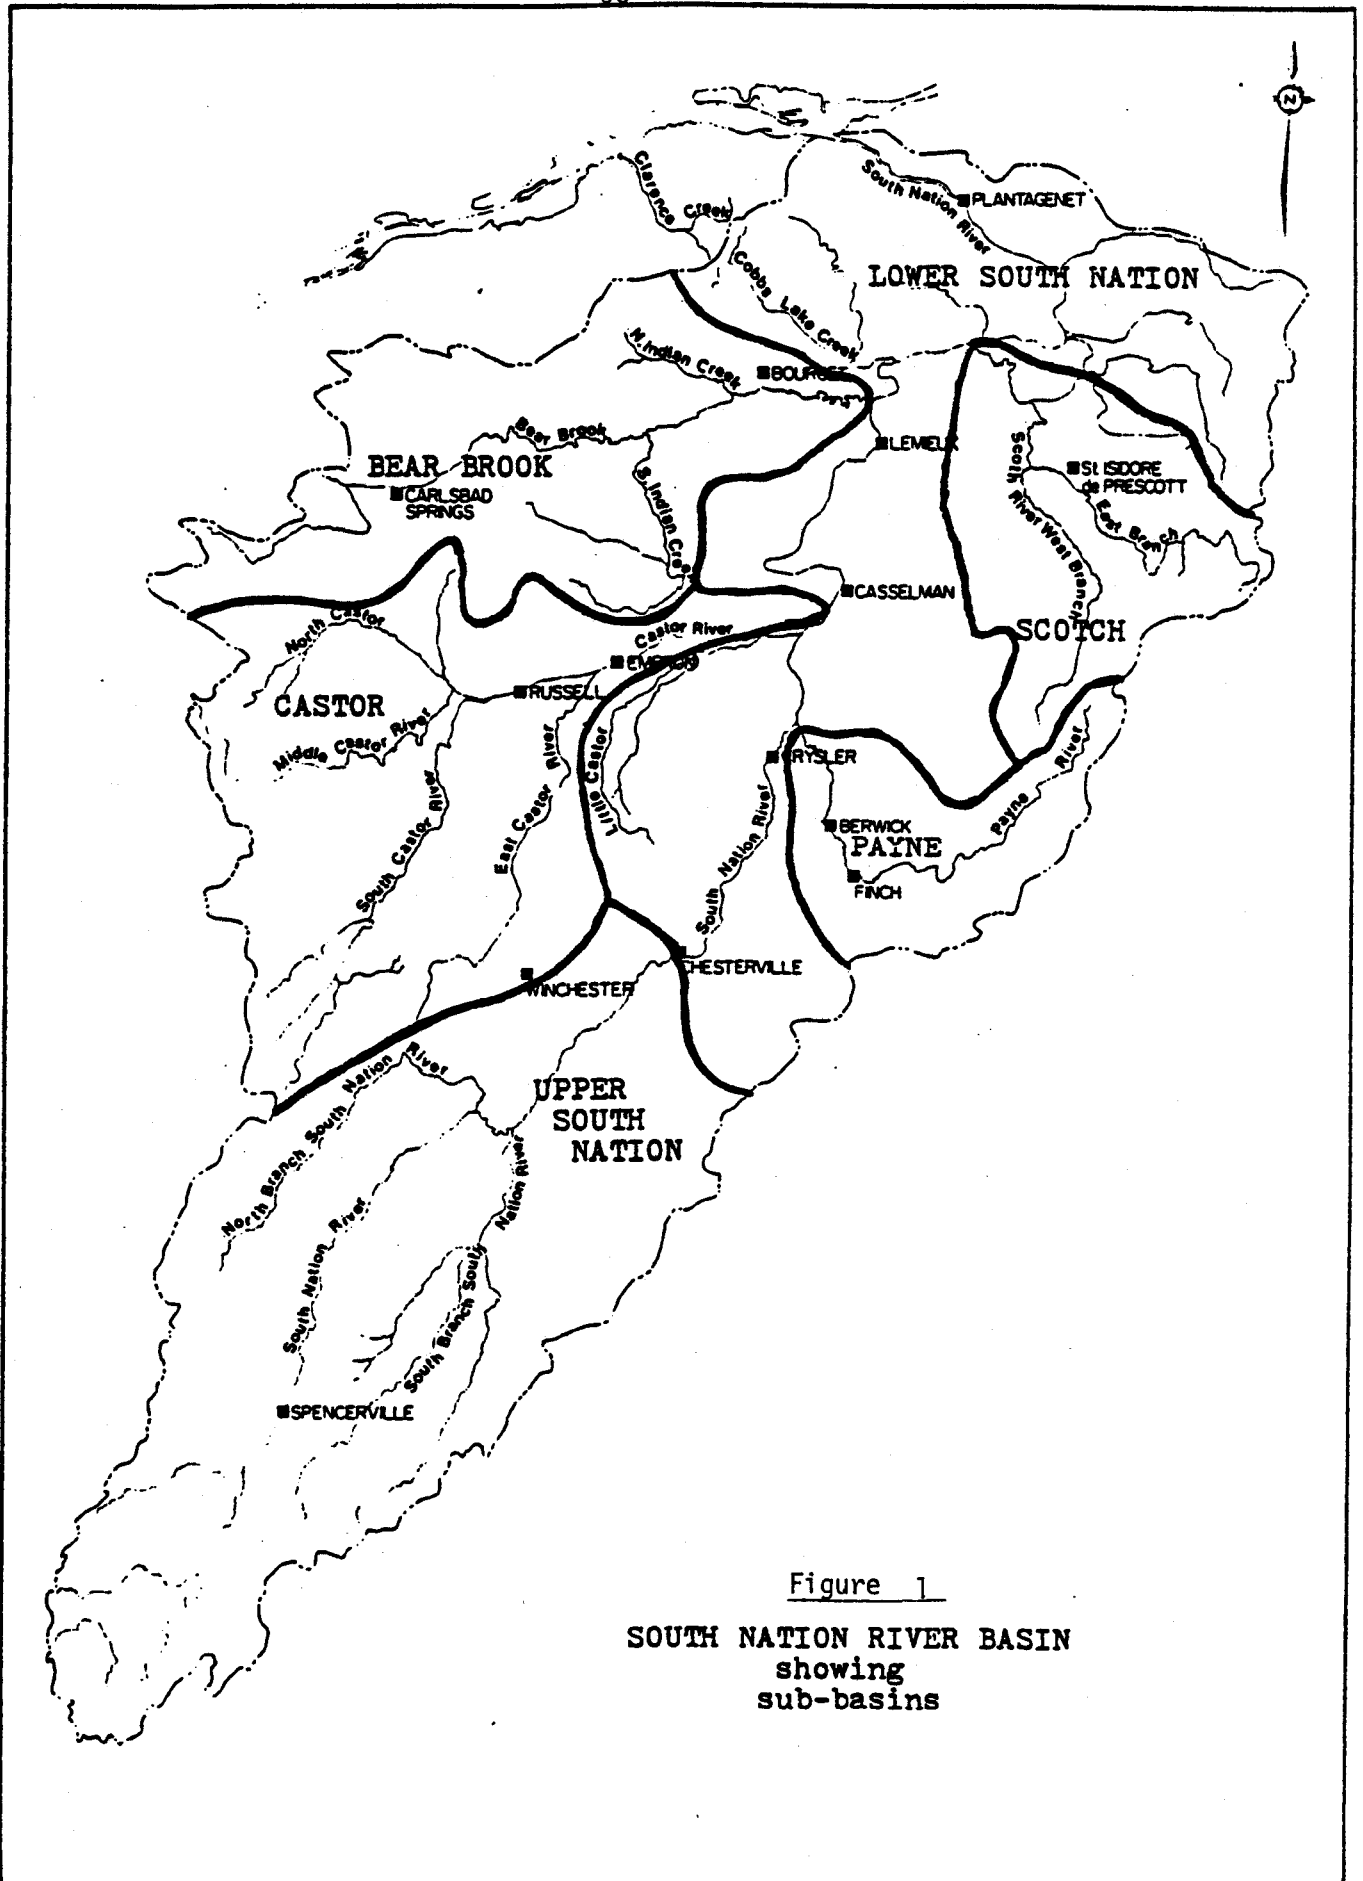 Clarence
Creek
South Nation River
PLANTAGENET
LOWER SOUTH NATION
Cobbs Lake Creek
N. Indian Creek
BOURGET
Bear Brook
LEMIEUX
BEAR BROOK
CARLSBAD
SPRINGS
S. Indian Creek
St. ISIDORE
de PRESCOTT
Scotch River West Branch
East Branch
CASSELMAN
SCOTCH
North Castor
Castor River
EMBRUN
RUSSELL
CASTOR
Middle Castor River
South Castor River
East Castor River
Little Castor
CRYSLER
South Nation River
BERWICK
PAYNE
Payne River
FINCH
CHESTERVILLE
WINCHESTER
North Branch South Nation River
UPPER
SOUTH
NATION
South Nation River
South Branch South Nation River
SPENCERVILLE
Figure 1
SOUTH NATION RIVER BASIN
showing
sub-basins
N